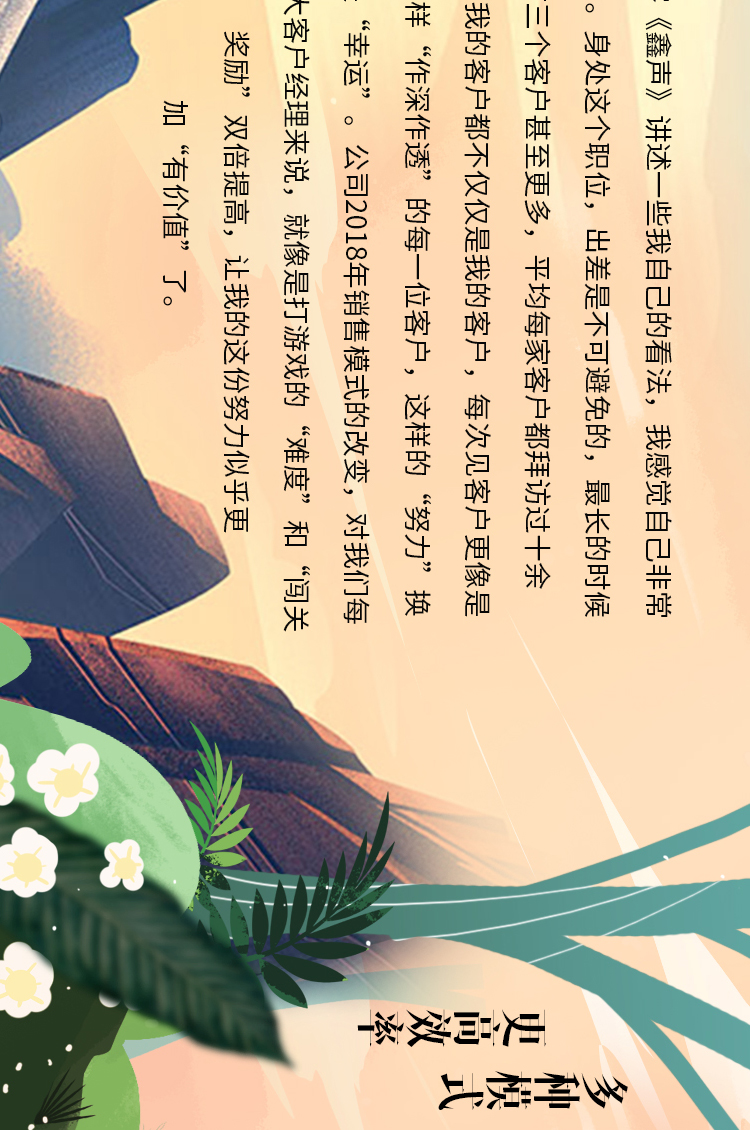 《鑫声》讲述一些我自己的看法，我感觉自己非常
。身处这个职位，出差是不可避免的，最长的时候
三个客户甚至更多，平均每家客户都拜访过十余
我的客户都不仅仅是我的客户，每次见客户更像是
样“作深作透”的每一位客户，这样的“努力”换
“幸运”。公司2018年销售模式的改变，对我们每
大客户经理来说，就像是打游戏的“难度”和“闯关
奖励”双倍提高，让我的这份努力似乎更
加“有价值”了。
多种模式
更高效率